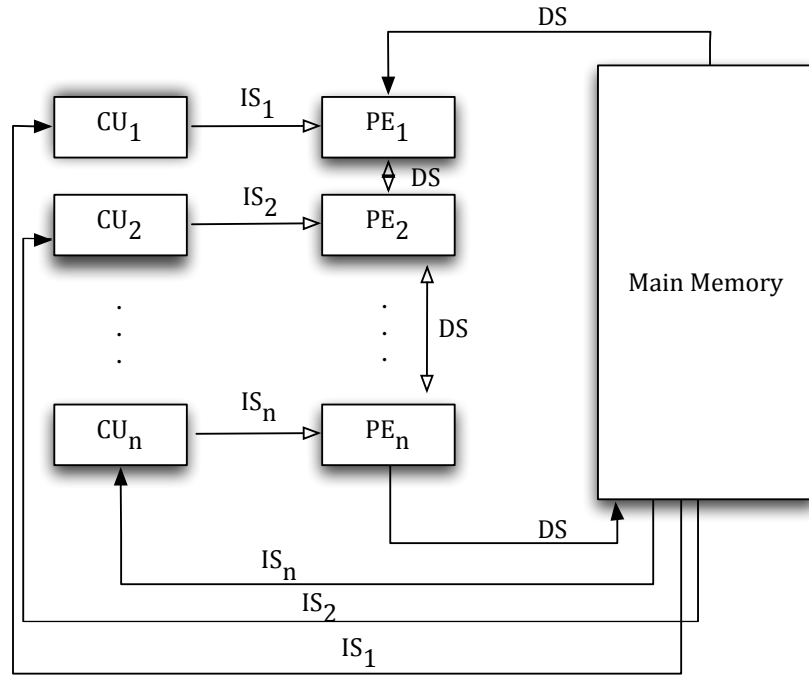 DS
CU₁
IS₁
PE₁
DS
CU₂
IS₂
PE₂
Main Memory
.
.
.
.
.
.
DS
CUₙ
ISₙ
PEₙ
DS
ISₙ
IS₂
IS₁